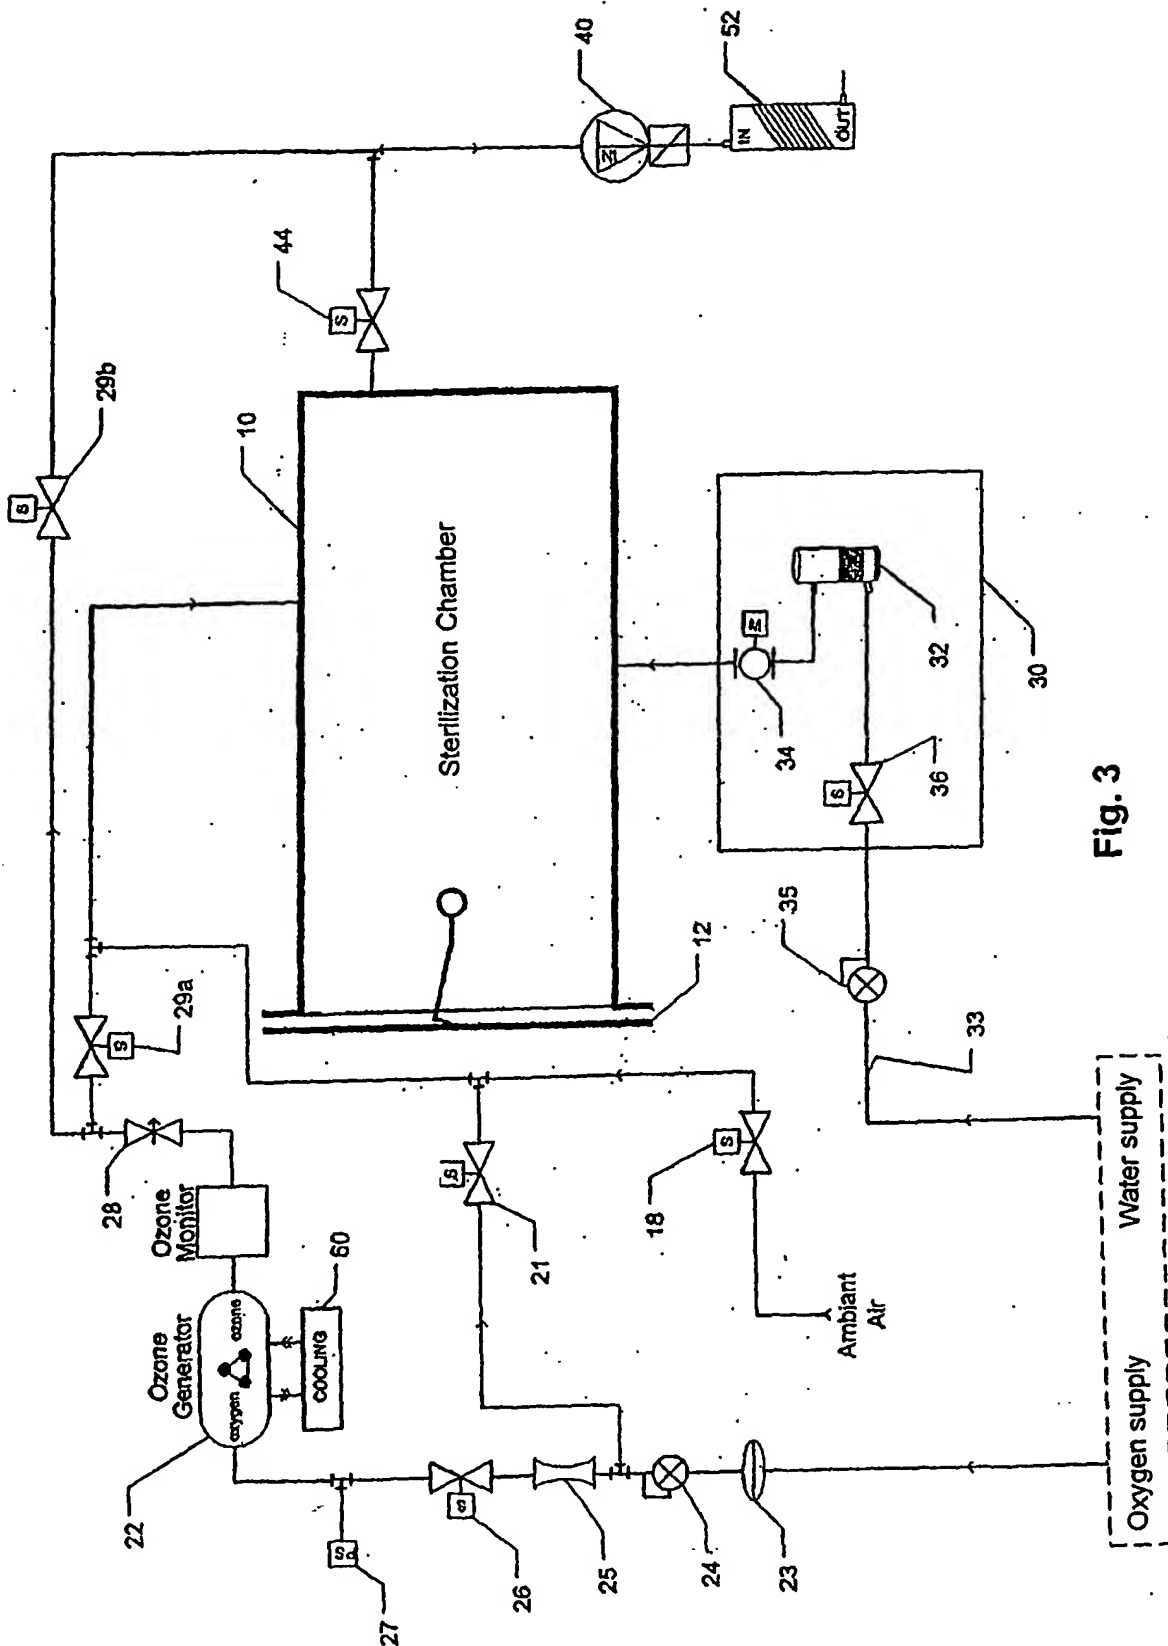 22
Ozone
Generator
oxygen
ozone
COOLING
60
Ozone
Monitor
28
29a
S
29b
S
10
Sterilization Chamber
12
44
S
40
M
52
IN
OUT
27
PS
26
S
25
24
23
21
S
18
S
Ambiant
Air
35
33
36
S
34
M
32
30
Oxygen supply
Water supply
Fig. 3